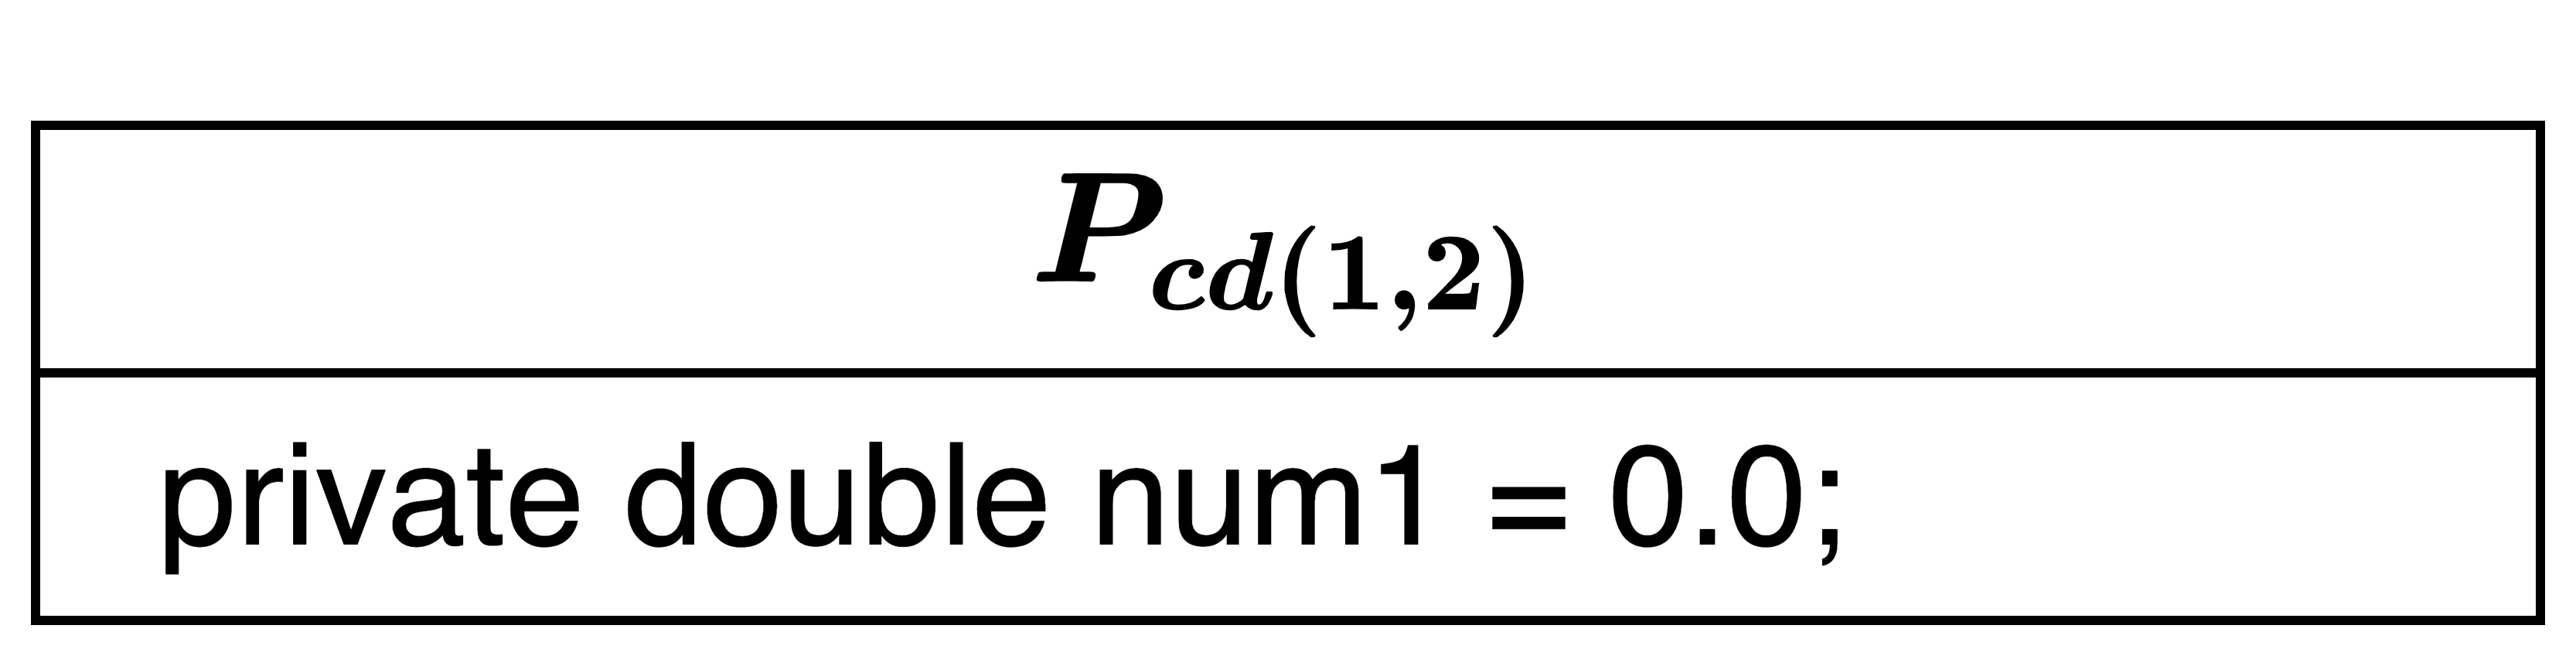 P_{cd(1,2)}
private double num1 = 0.0;